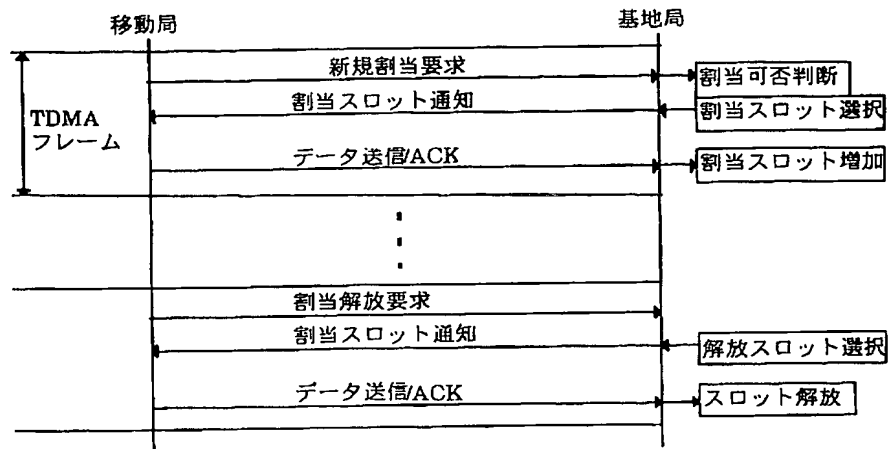 移動局
基地局
新規割当要求
割当可否判断
割当スロット通知
割当スロット選択
TDMA
フレーム
データ送信/ACK
割当スロット増加
割当解放要求
割当スロット通知
解放スロット選択
データ送信/ACK
スロット解放